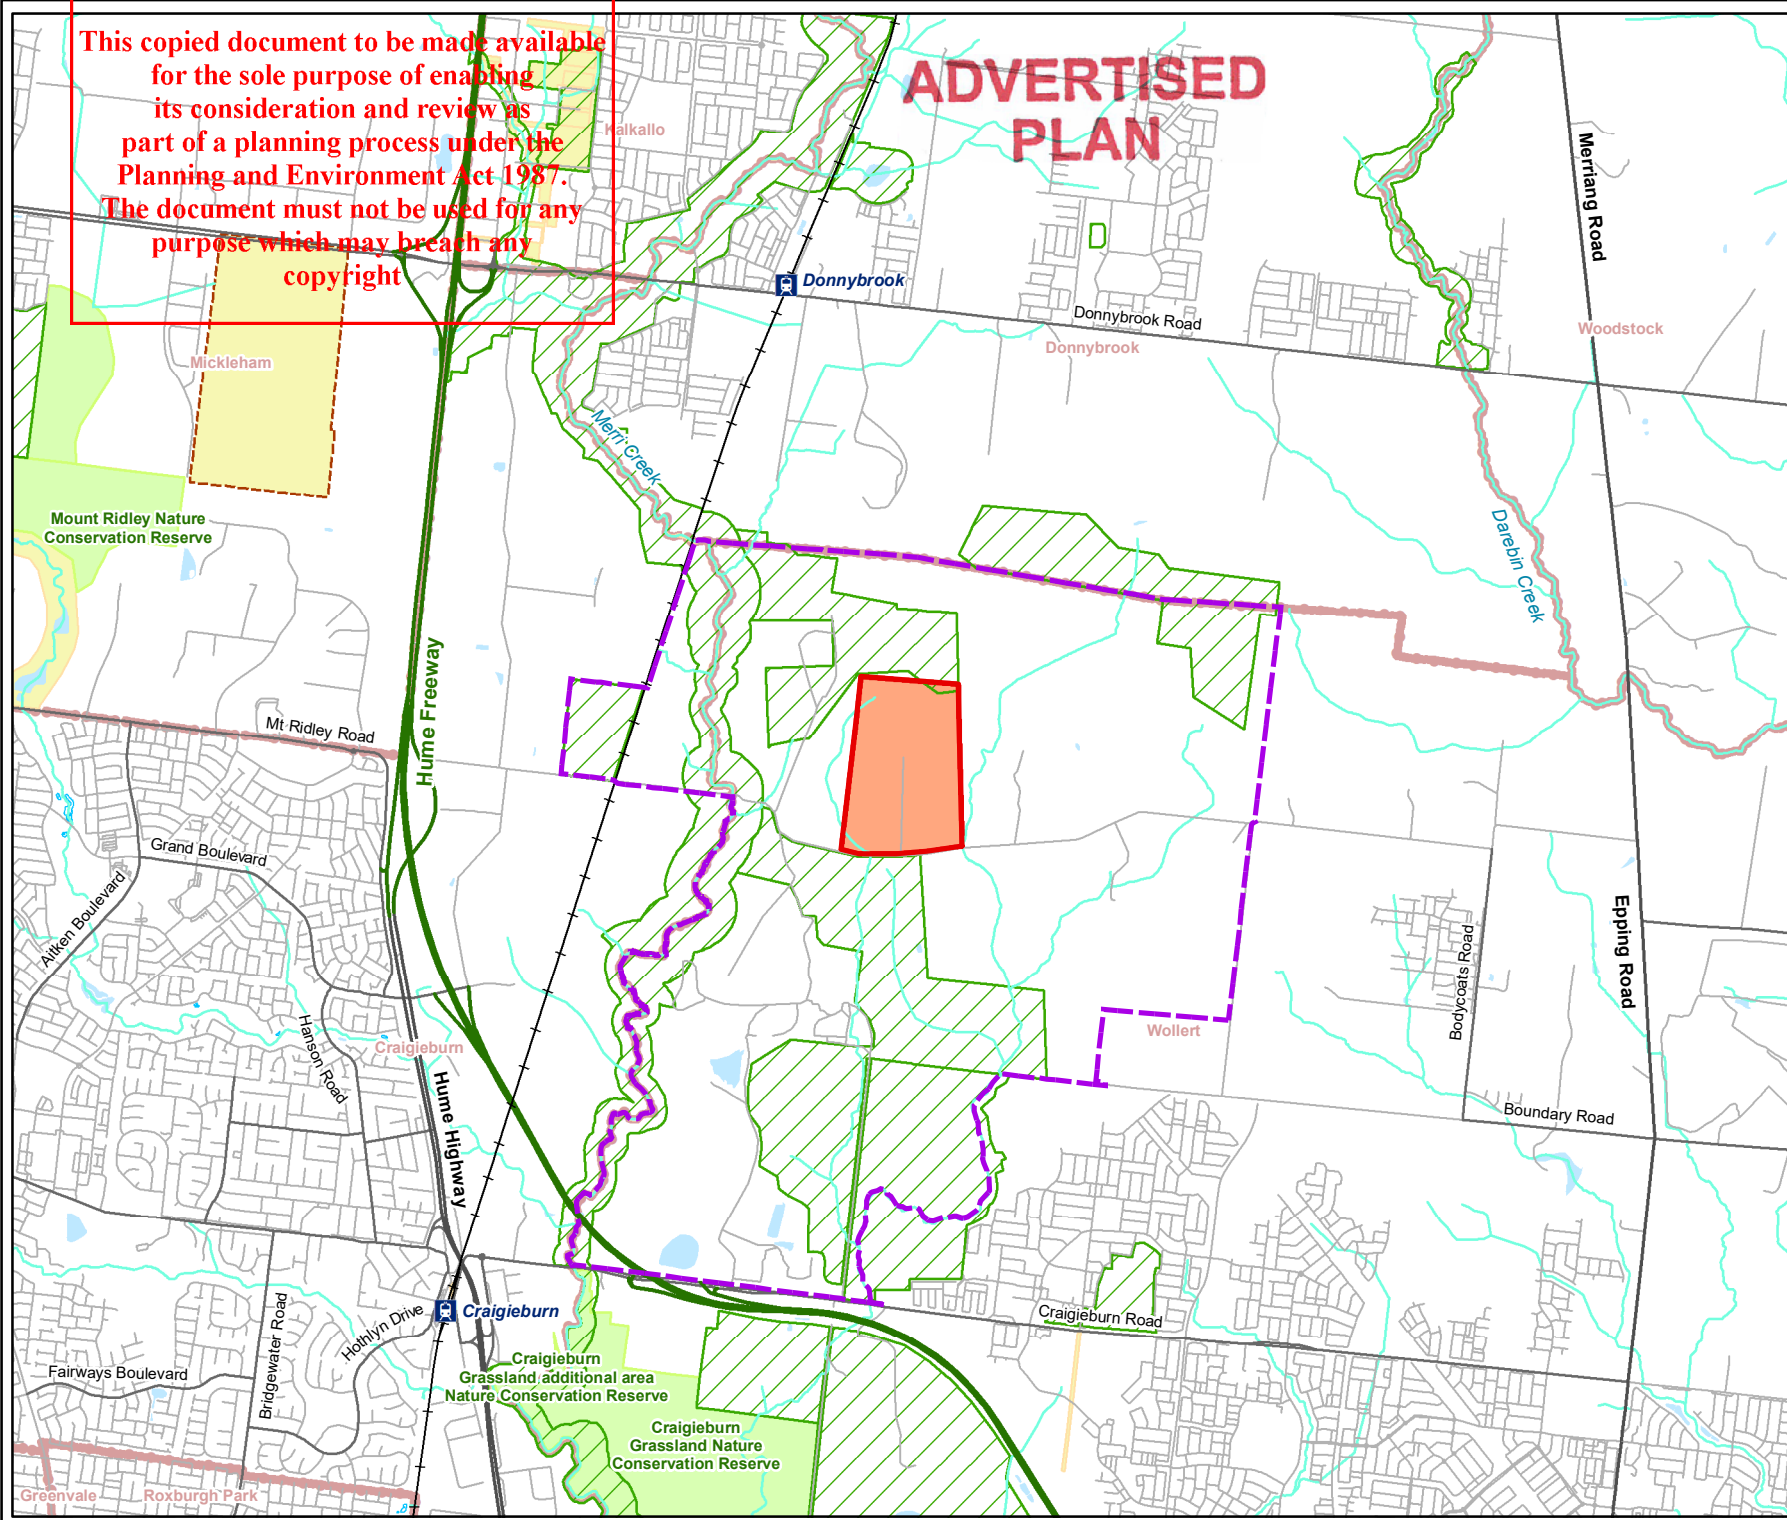 This copied document to be made available
for the sole purpose of enabling
its consideration and review as
part of a planning process under the
Planning and Environment Act 1987.
The document must not be used for any
purpose which may breach any
copyright
ADVERTISED
PLAN
Kalkallo
Merriang Road
Donnybrook
Donnybrook Road
Donnybrook
Woodstock
Mickleham
Merri Creek
Mount Ridley Nature
Conservation Reserve
Darebin Creek
Hume Freeway
Mt Ridley Road
Grand Boulevard
Aitken Boulevard
Epping Road
Bodycoats Road
Hanson Road
Craigieburn
Wollert
Hume Highway
Boundary Road
Craigieburn
Craigieburn Road
Hothlyn Drive
Bridgewater Road
Fairways Boulevard
Craigieburn
Grassland additional area
Nature Conservation Reserve
Craigieburn
Grassland Nature
Conservation Reserve
Greenvale
Roxburgh Park